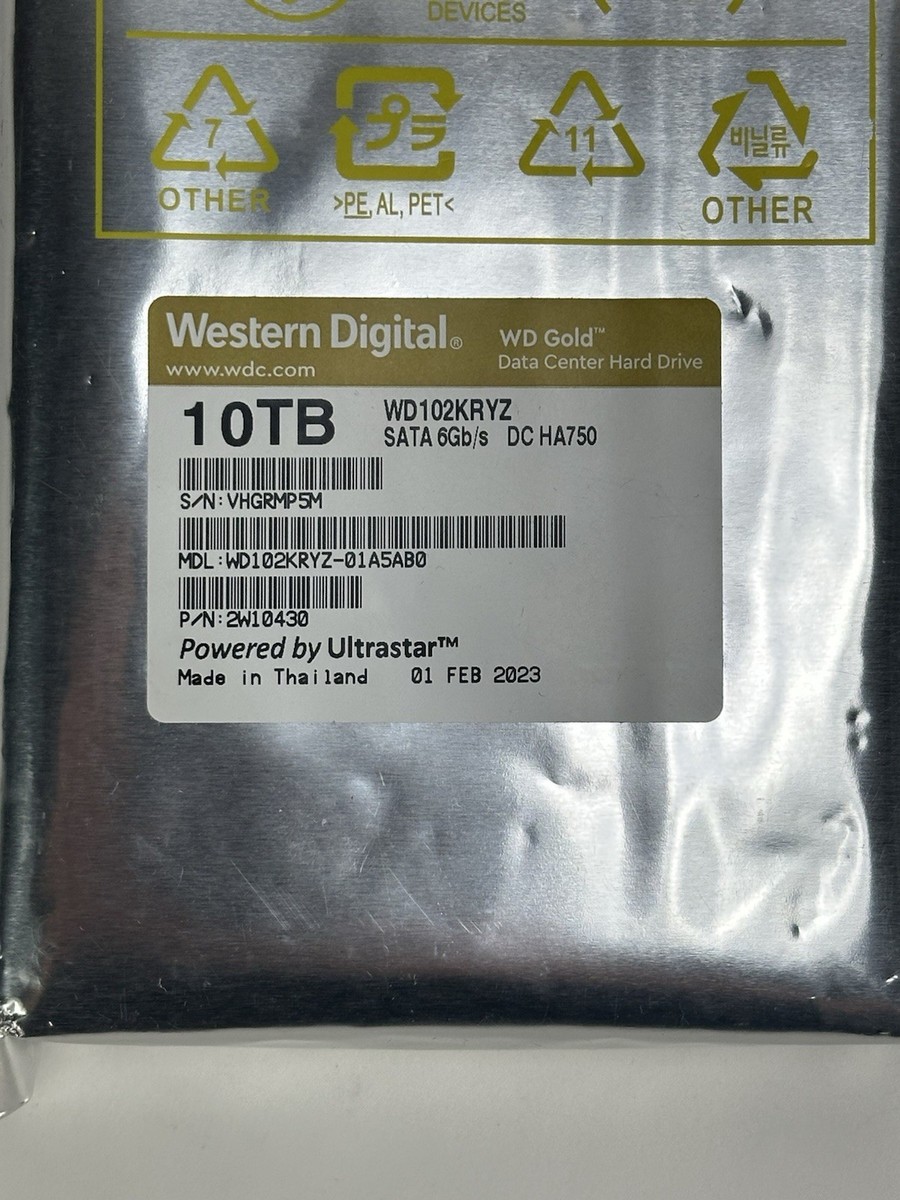 DEVICES
7
OTHER
プラ
>PE, AL, PET<
11
비닐류
OTHER
Western Digital®
www.wdc.com
WD Gold™
Data Center Hard Drive
10TB
WD102KRYZ
SATA 6Gb/s DC HA750
S/N:VHGRMP5M
MDL:WD102KRYZ-01A5AB0
P/N:2W10430
Powered by Ultrastar™
Made in Thailand 01 FEB 2023